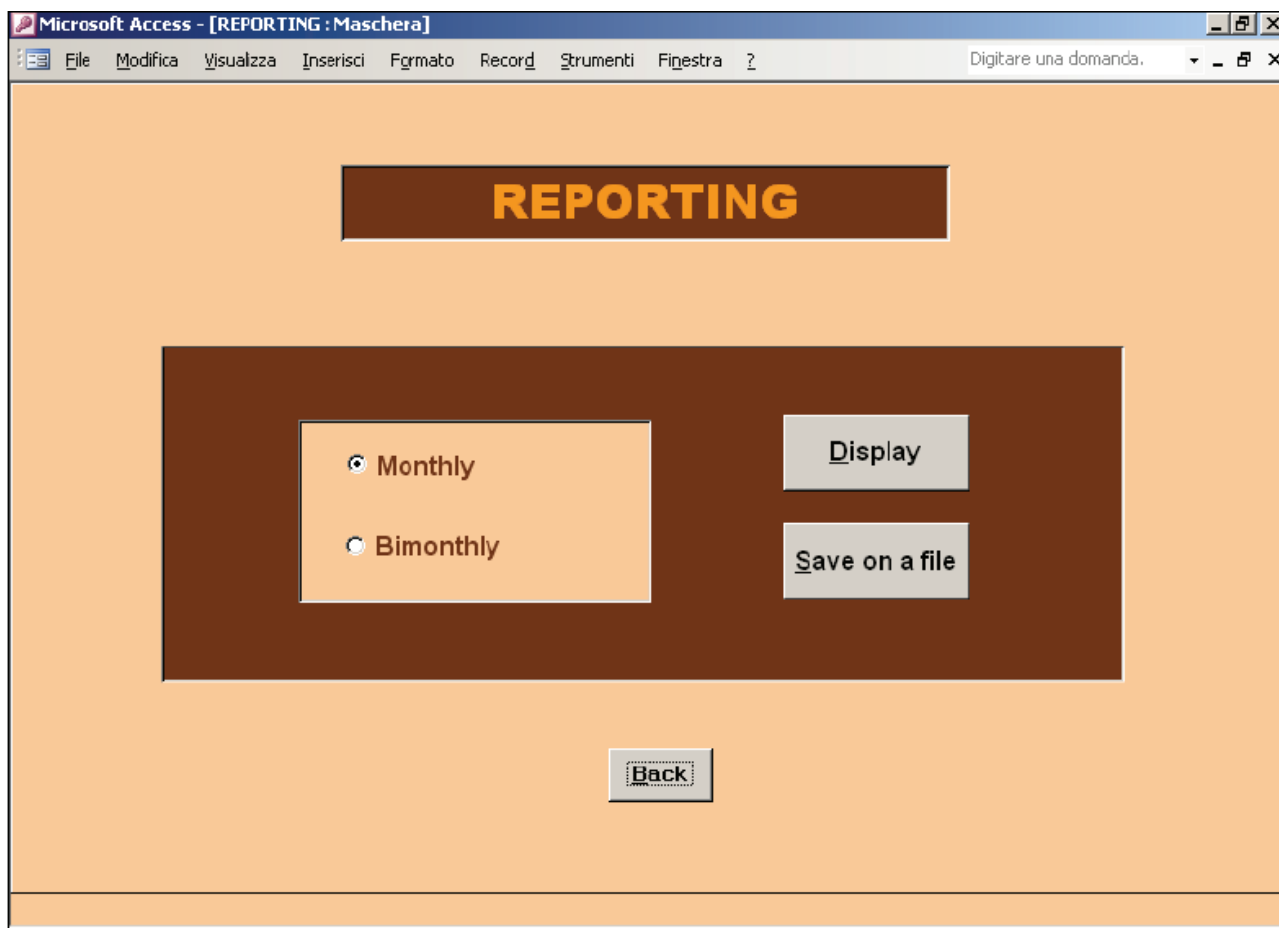 Microsoft Access - [REPORTING : Maschera]
File Modifica Visualizza Inserisci Formato Record Strumenti Finestra ? Digitare una domanda.
REPORTING
Monthly
Display
Bimonthly
Save on a file
Back